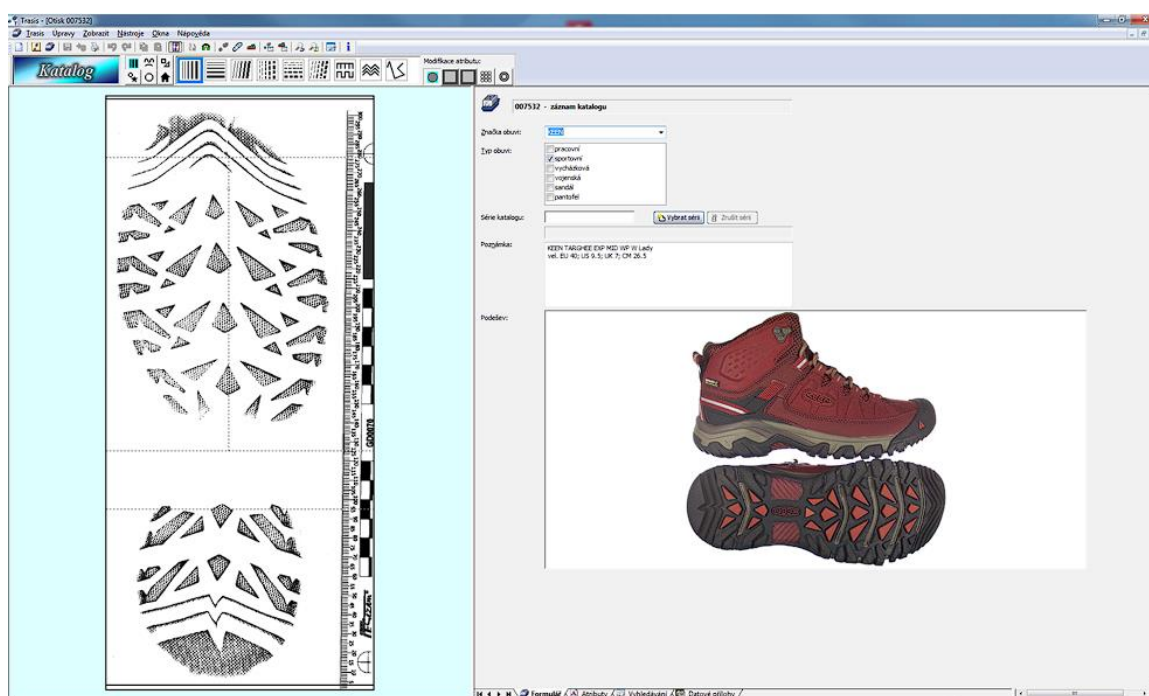 Trasis - [Otisk 007532]
Trasis Úpravy Zobrazit Nástroje Okna Nápověda
Katalog
Modifikace atributu:
007532 - záznam katalogu
Značka obuvi:
KEEN
Typ obuvi:
pracovní
sportovní
vycházková
vojenská
sandál
pantofel
Série katalogu:
Vybrat sérii
Zrušit sérii
Poznámka:
KEEN TARGHEE EXP MID WP W Lady
vel. EU 40; US 9.5; UK 7; CM 26.5
Podešev:
GD0070
Formulář Atributy Vyhledávání Datové přílohy